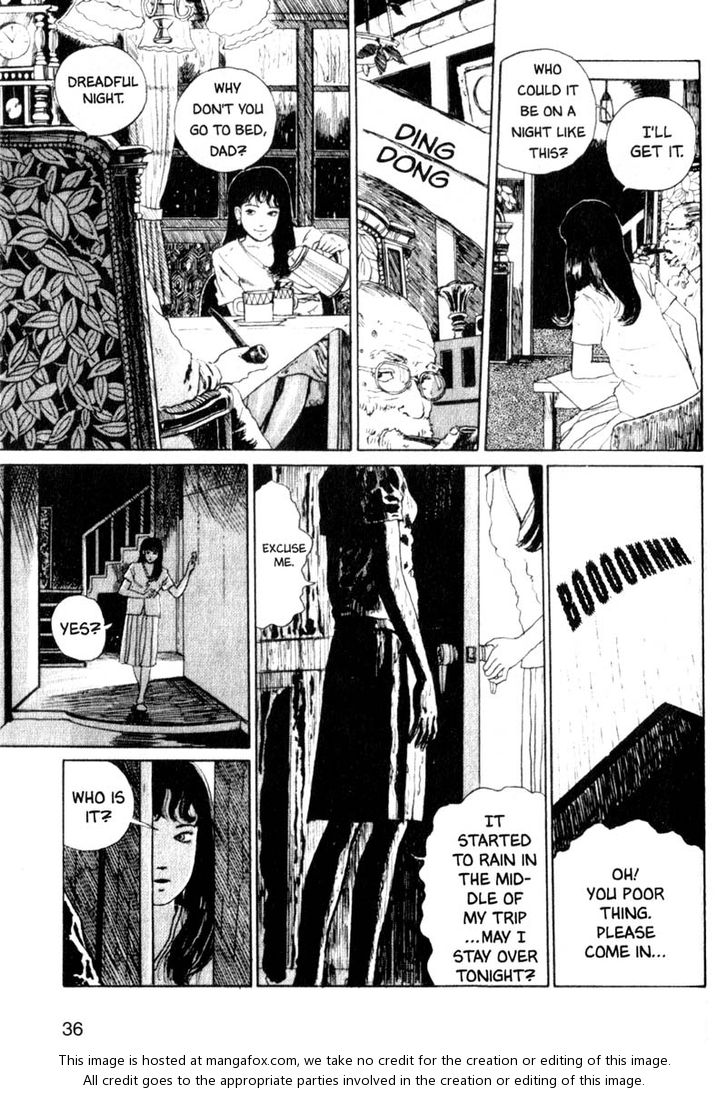 DREADFUL
NIGHT.
WHY
DON'T YOU
GO TO BED,
DAD?
DING
DONG
WHO
COULD IT
BE ON A
NIGHT LIKE
THIS?
I'LL
GET IT.
YES?
WHO IS
IT?
EXCUSE
ME.
IT
STARTED
TO RAIN IN
THE MID-
DLE OF
MY TRIP
...MAY I
STAY OVER
TONIGHT?
BOOOOMMM
OH!
YOU POOR
THING.
PLEASE
COME IN...
36
This image is hosted at mangafox.com, we take no credit for the creation or editing of this image.
All credit goes to the appropriate parties involved in the creation or editing of this image.